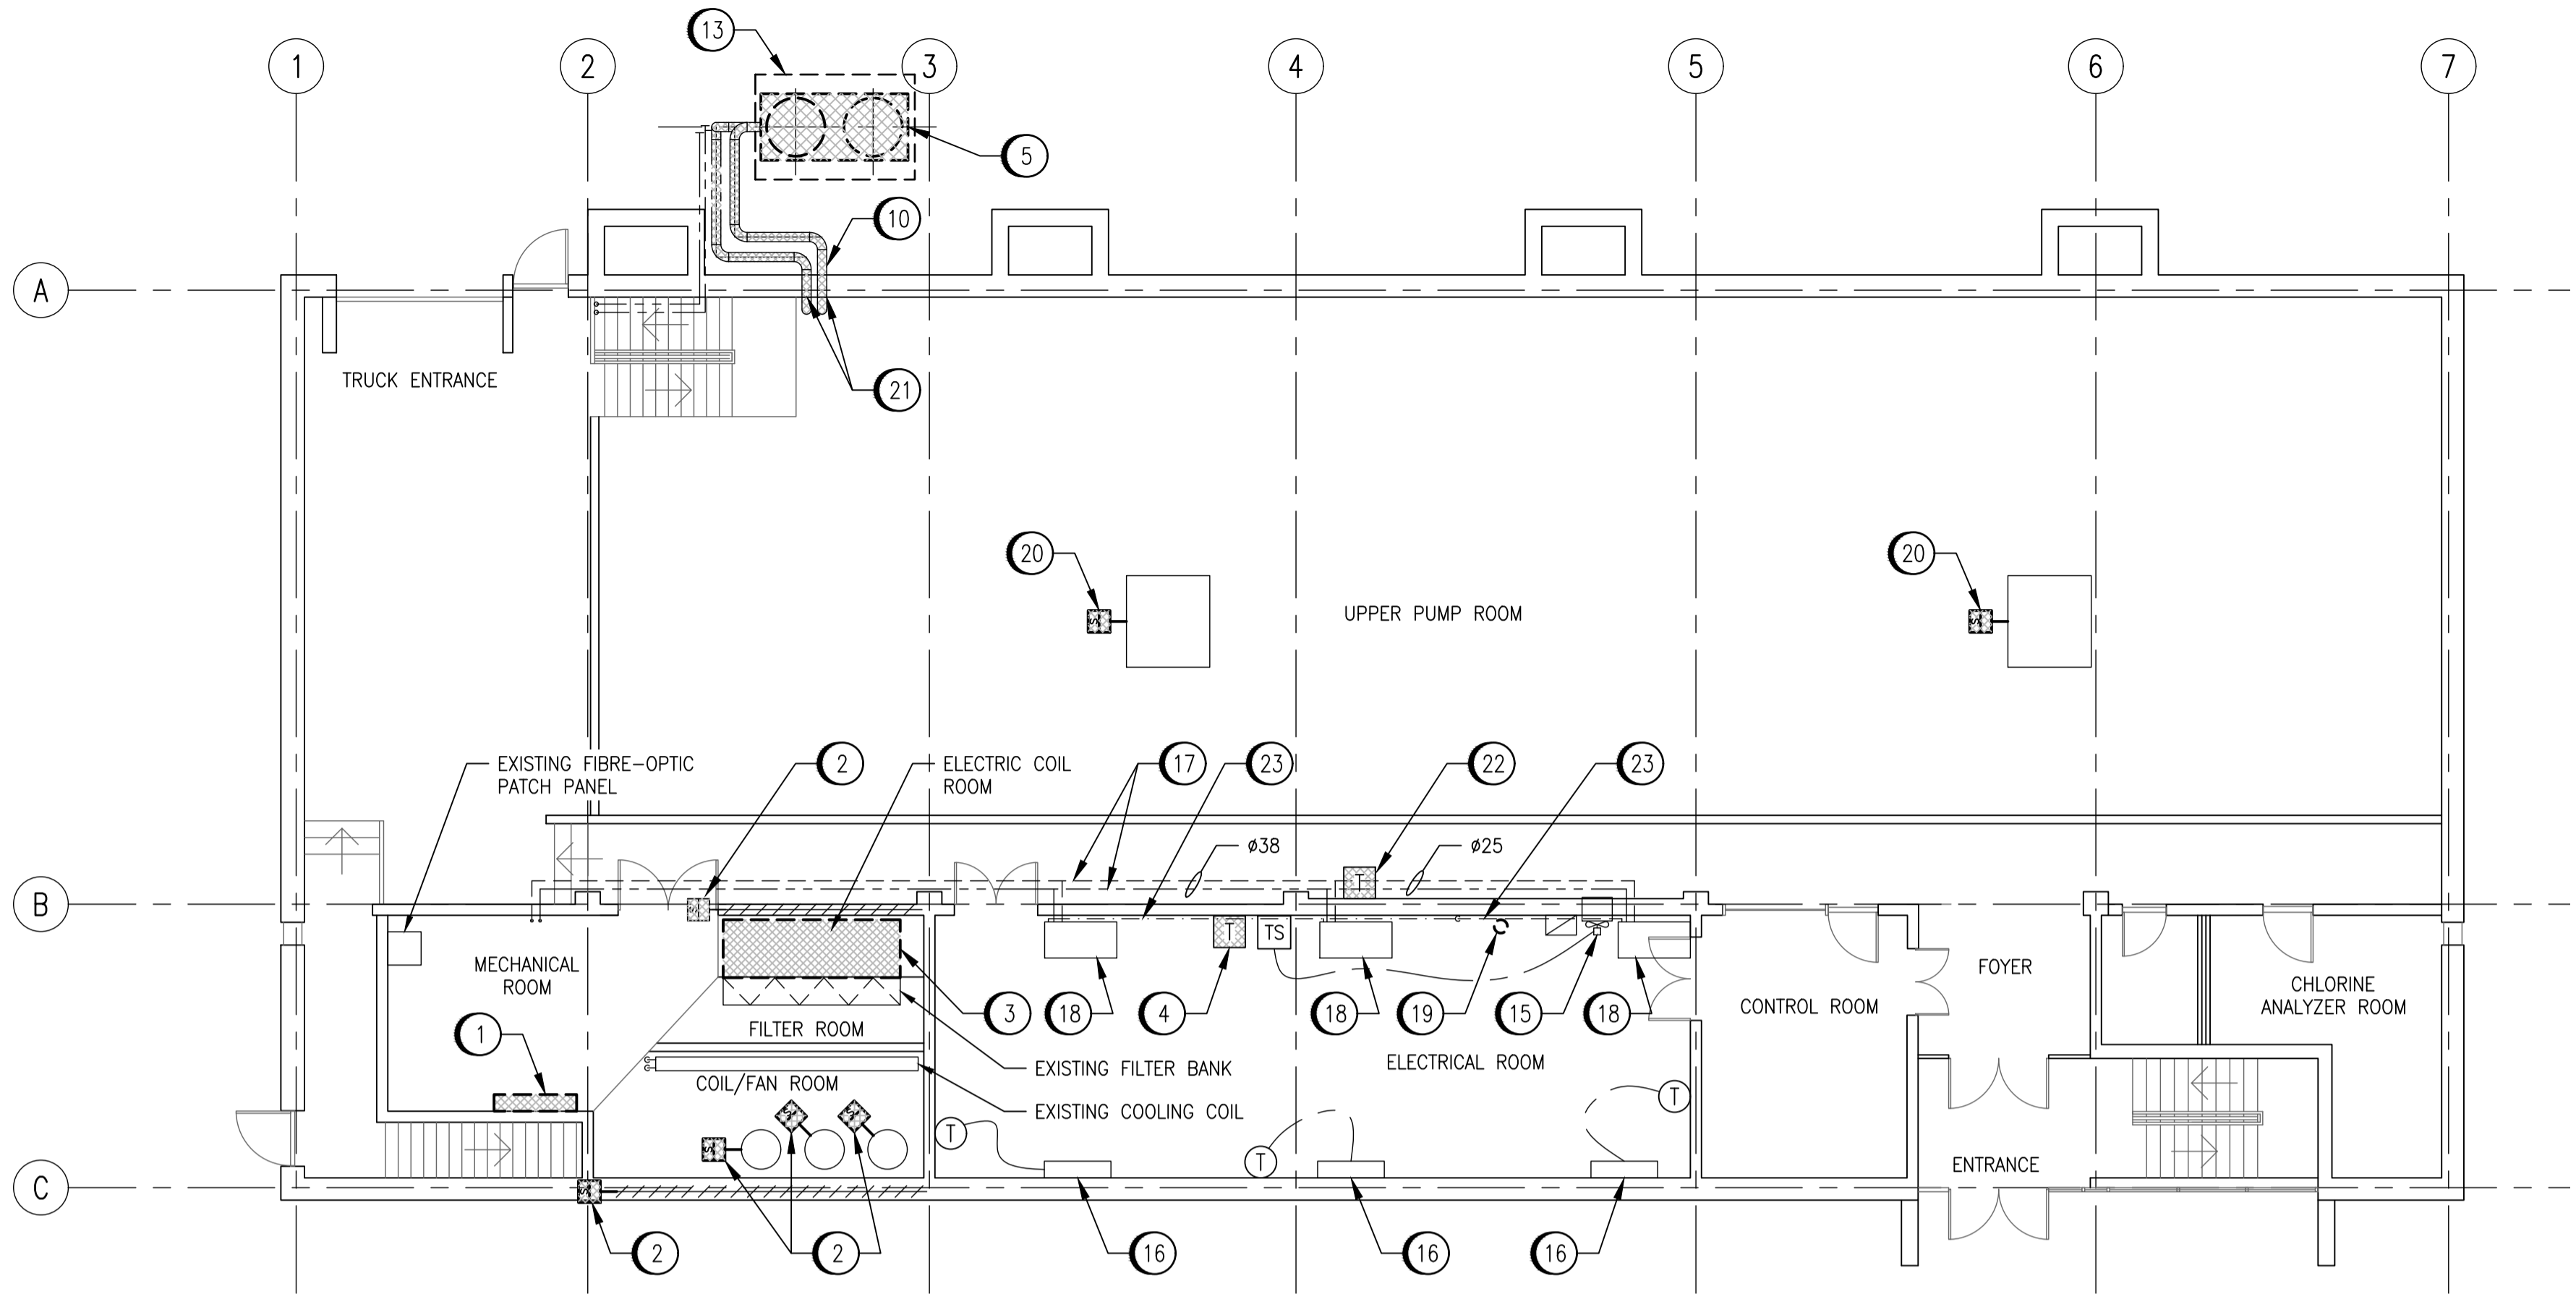 13
1
2
3
4
5
6
7
5
10
A
21
TRUCK ENTRANCE
20
20
UPPER PUMP ROOM
EXISTING FIBRE-OPTIC
PATCH PANEL
2
ELECTRIC COIL
ROOM
17
23
22
23
ø38
ø25
T
B
T
TS
MECHANICAL
ROOM
FOYER
CHLORINE
ANALYZER ROOM
CONTROL ROOM
3
18
4
18
19
15
18
1
FILTER ROOM
EXISTING FILTER BANK
ELECTRICAL ROOM
COIL/FAN ROOM
EXISTING COOLING COIL
T
T
T
ENTRANCE
C
S
S
S
S
S
S
2
2
16
16
16